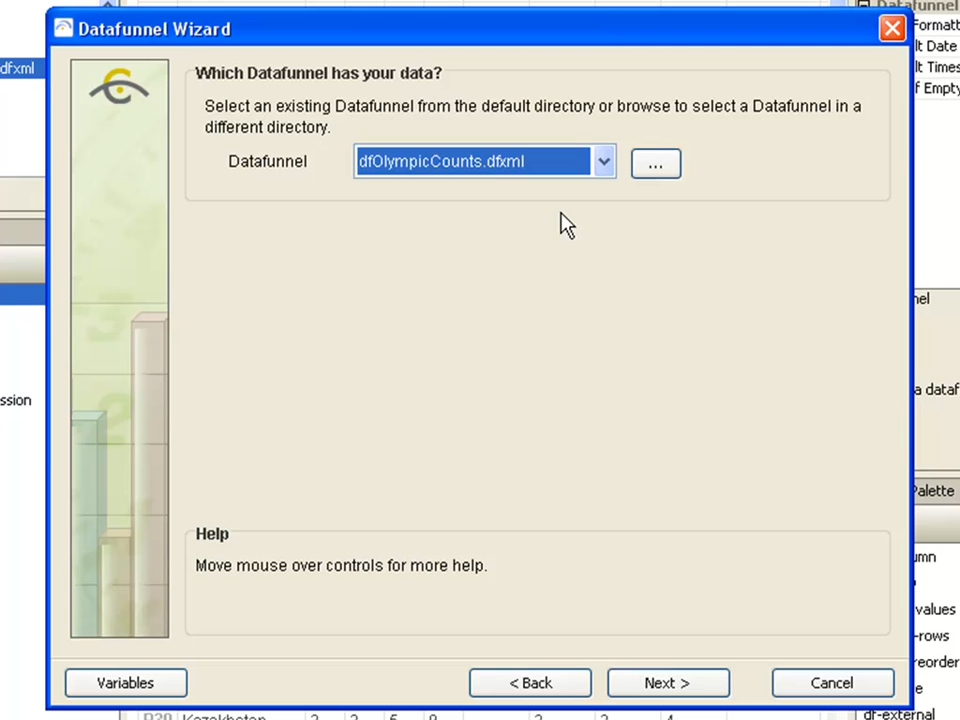 Datafunnel Wizard
Datafunnel
Formatt
dfxml
lt Date
lt Times
f Empty
Which Datafunnel has your data?
Select an existing Datafunnel from the default directory or browse to select a Datafunnel in a
different directory.
Datafunnel
dfOlympicCounts.dfxml
...
nel
a dataf
ssion
Palette
Help
Move mouse over controls for more help.
umn
values
-rows
reorder
e
df-external
Variables
< Back
Next >
Cancel